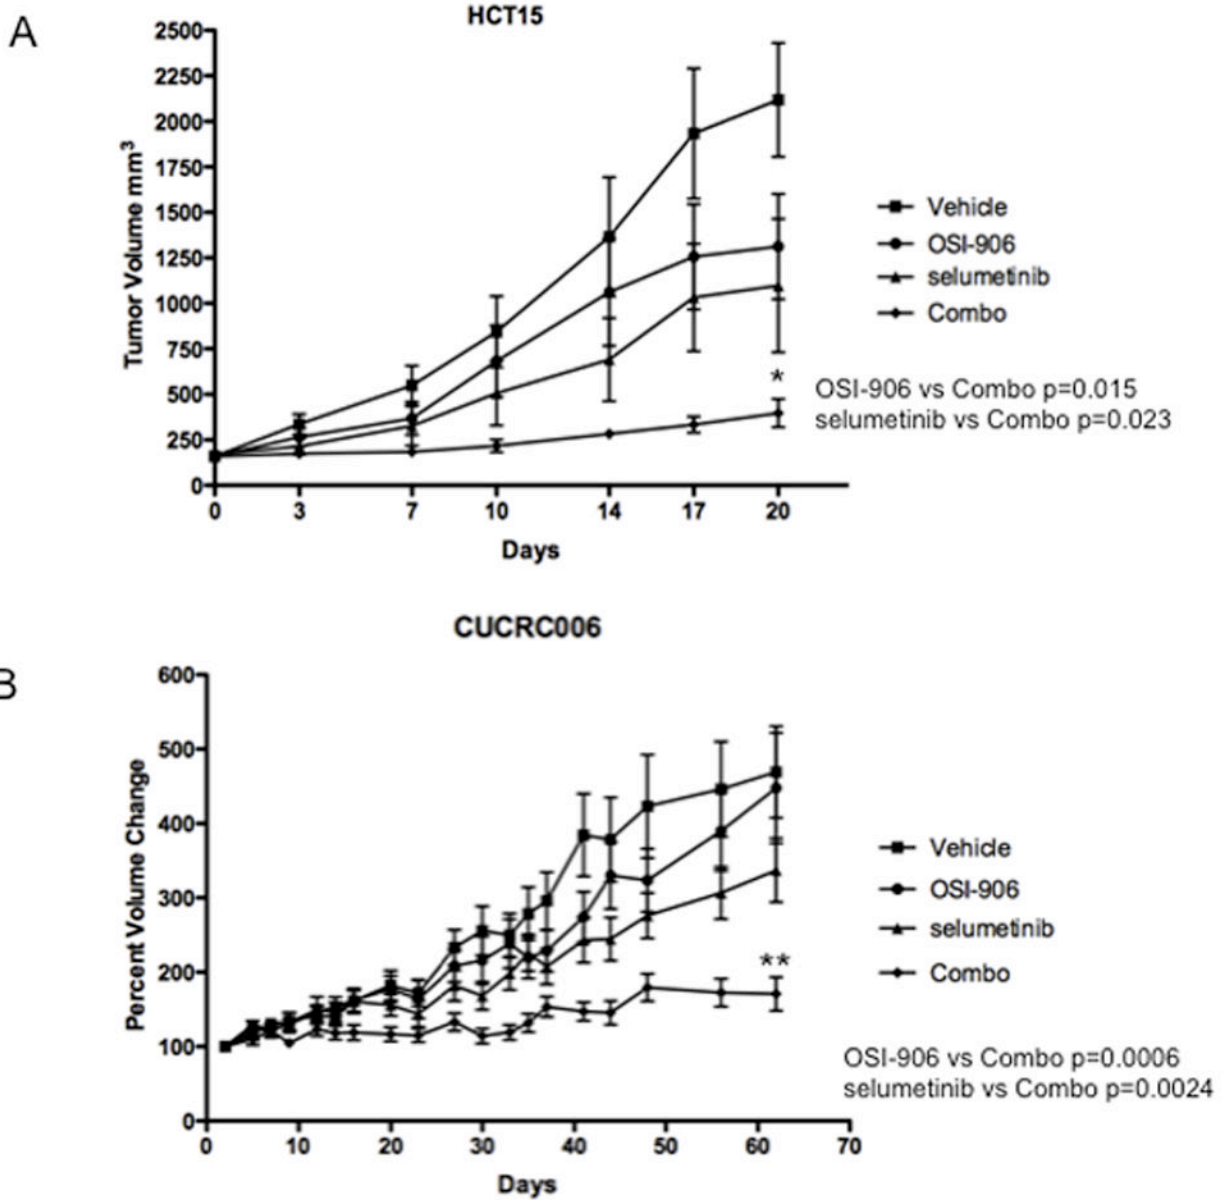 A
HCT15
Tumor Volume mm³
2500
2250
2000
1750
1500
1250
1000
750
500
250
0
0 3 7 10 14 17 20
Days
Vehicle
OSI-906
selumetinib
Combo
*
OSI-906 vs Combo p=0.015
selumetinib vs Combo p=0.023
B
CUCRC006
Percent Volume Change
600
500
400
300
200
100
0
0 10 20 30 40 50 60 70
Days
Vehicle
OSI-906
selumetinib
Combo
**
OSI-906 vs Combo p=0.0006
selumetinib vs Combo p=0.0024